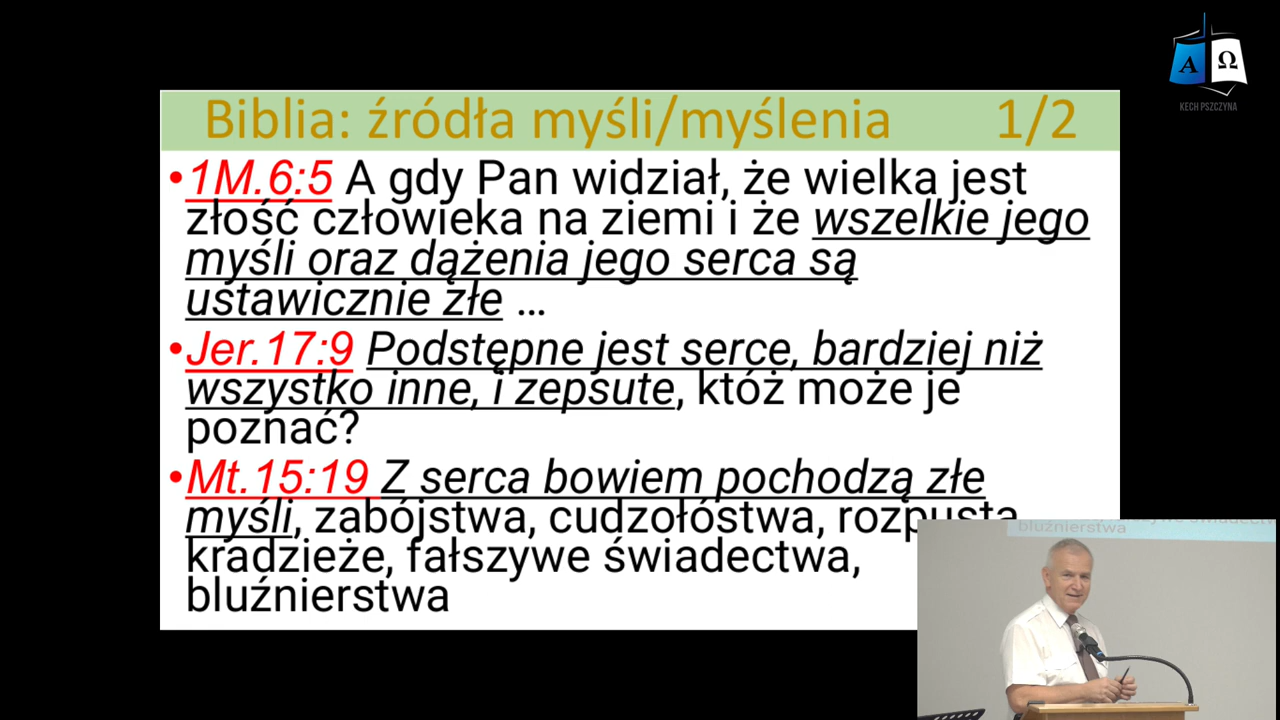 A Ω
KECH PSZCZYNA
Biblia: źródła myśli/myślenia 1/2
•1M.6:5 A gdy Pan widział, że wielka jest
złość człowieka na ziemi i że wszelkie jego
myśli oraz dążenia jego serca są
ustawicznie złe ...
•Jer.17:9 Podstępne jest serce, bardziej niż
wszystko inne, i zepsute, któż może je
poznać?
•Mt.15:19 Z serca bowiem pochodzą złe
myśli, zabójstwa, cudzołóstwa, rozpusta
kradzieże, fałszywe świadectwa,
bluźnierstwa
bluźnierstwa